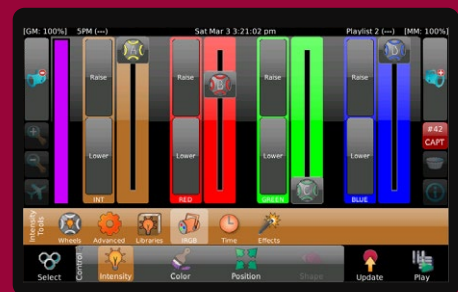 [GM: 100%] 5PM (---) Sat Mar 3 3:21:02 pm Playlist 2 (---) [MM: 100%]
A D
Raise Raise Raise Raise
B
#42
CAPT
Lower Lower Lower Lower
C
INT RED GREEN BLUE
Intensity
Tools
Wheels Advanced Libraries IRGB Time Effects
Control
Select Intensity Color Position Shape Update Play